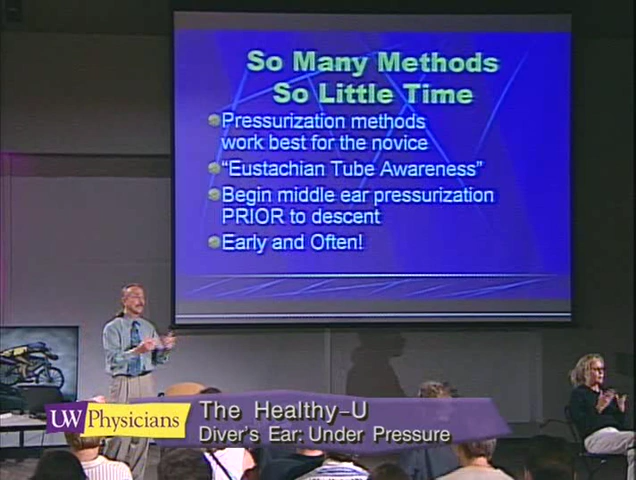 So Many Methods
So Little Time
Pressurization methods
work best for the novice
"Eustachian Tube Awareness"
Begin middle ear pressurization
PRIOR to descent
Early and Often!
UW Physicians
The Healthy-U
Diver's Ear: Under Pressure